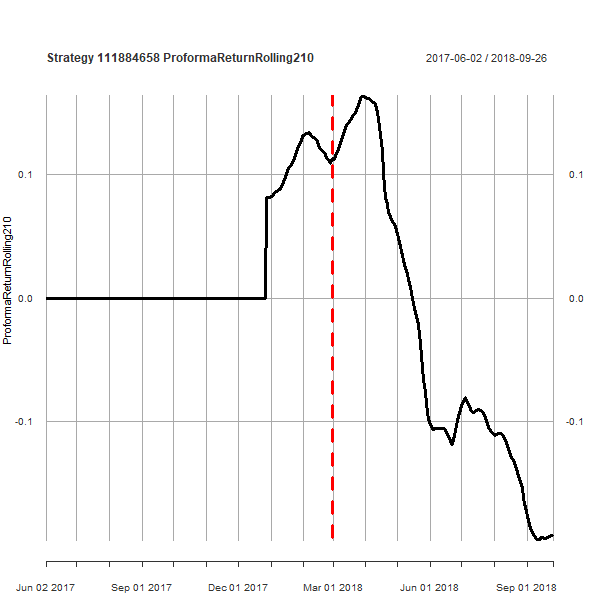 Strategy 111884658 ProformaReturnRolling210
2017-06-02 / 2018-09-26
ProformaReturnRolling210
0.1
0.0
-0.1
0.1
0.0
-0.1
Jun 02 2017
Sep 01 2017
Dec 01 2017
Mar 01 2018
Jun 01 2018
Sep 01 2018